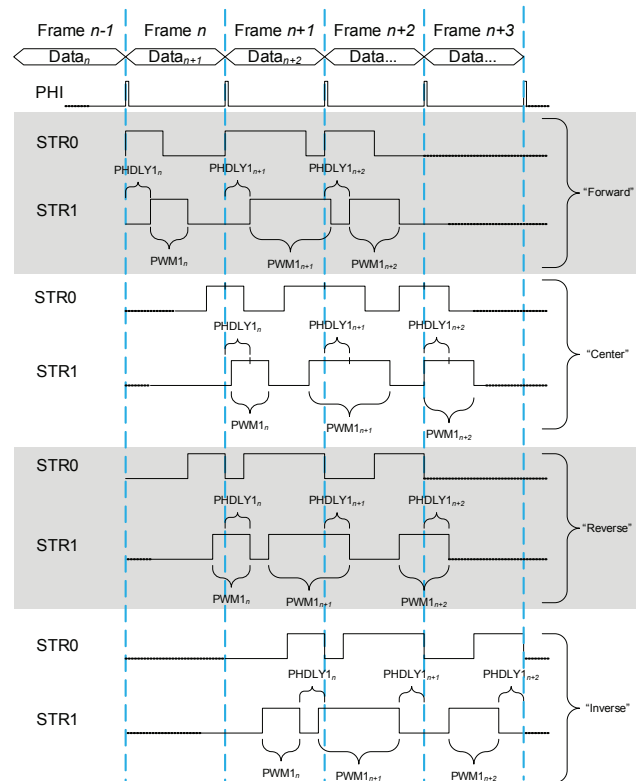 Frame n-1 Frame n Frame n+1 Frame n+2 Frame n+3
Dataₙ Dataₙ₊₁ Dataₙ₊₂ Data... Data...
PHI
STR0
PHDLY1ₙ PHDLY1ₙ₊₁ PHDLY1ₙ₊₂
"Forward"
STR1
PWM1ₙ PWM1ₙ₊₁ PWM1ₙ₊₂
STR0
PHDLY1ₙ PHDLY1ₙ₊₁ PHDLY1ₙ₊₂
"Center"
STR1
PWM1ₙ PWM1ₙ₊₁ PWM1ₙ₊₂
STR0
PHDLY1ₙ PHDLY1ₙ₊₁ PHDLY1ₙ₊₂
"Reverse"
STR1
PWM1ₙ PWM1ₙ₊₁ PWM1ₙ₊₂
STR0
PHDLY1ₙ PHDLY1ₙ₊₁ PHDLY1ₙ₊₂
"Inverse"
STR1
PWM1ₙ PWM1ₙ₊₁ PWM1ₙ₊₂